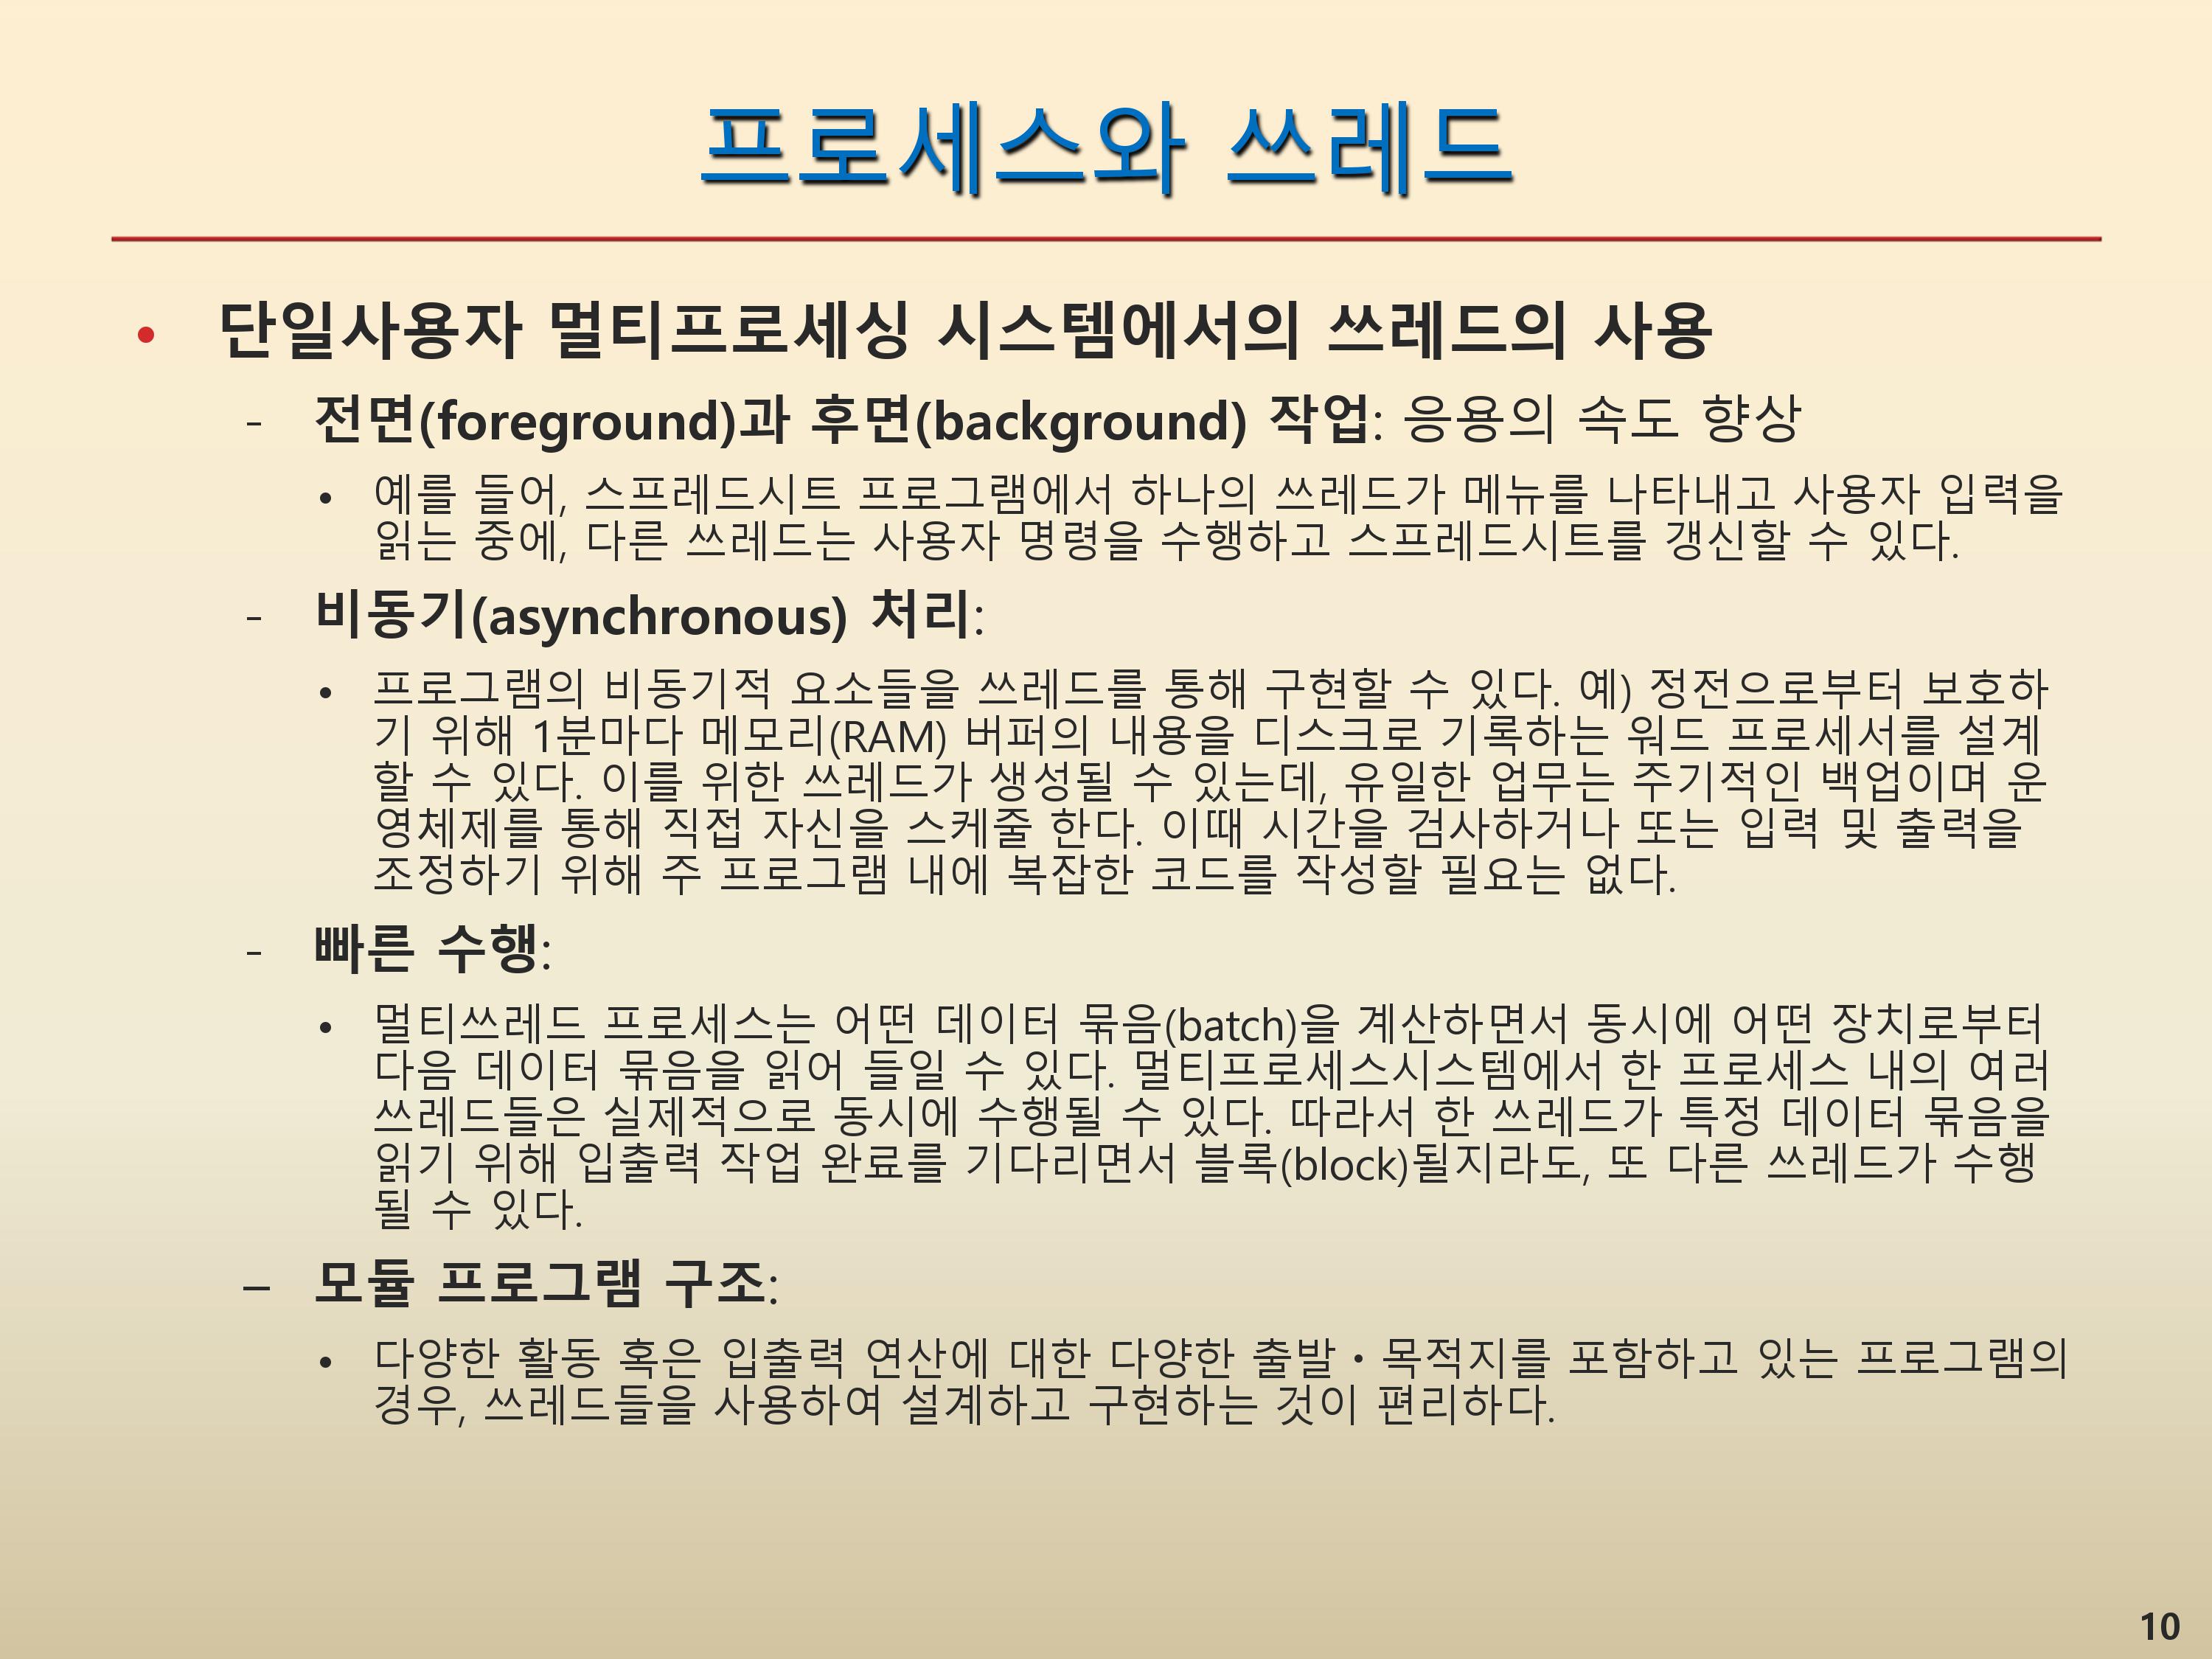 프로세스와 쓰레드
• 단일사용자 멀티프로세싱 시스템에서의 쓰레드의 사용
- 전면(foreground)과 후면(background) 작업: 응용의 속도 향상
• 예를 들어, 스프레드시트 프로그램에서 하나의 쓰레드가 메뉴를 나타내고 사용자 입력을
읽는 중에, 다른 쓰레드는 사용자 명령을 수행하고 스프레드시트를 갱신할 수 있다.
- 비동기(asynchronous) 처리:
• 프로그램의 비동기적 요소들을 쓰레드를 통해 구현할 수 있다. 예) 정전으로부터 보호하
기 위해 1분마다 메모리(RAM) 버퍼의 내용을 디스크로 기록하는 워드 프로세서를 설계
할 수 있다. 이를 위한 쓰레드가 생성될 수 있는데, 유일한 업무는 주기적인 백업이며 운
영체제를 통해 직접 자신을 스케줄 한다. 이때 시간을 검사하거나 또는 입력 및 출력을
조정하기 위해 주 프로그램 내에 복잡한 코드를 작성할 필요는 없다.
- 빠른 수행:
• 멀티쓰레드 프로세스는 어떤 데이터 묶음(batch)을 계산하면서 동시에 어떤 장치로부터
다음 데이터 묶음을 읽어 들일 수 있다. 멀티프로세스시스템에서 한 프로세스 내의 여러
쓰레드들은 실제적으로 동시에 수행될 수 있다. 따라서 한 쓰레드가 특정 데이터 묶음을
읽기 위해 입출력 작업 완료를 기다리면서 블록(block)될지라도, 또 다른 쓰레드가 수행
될 수 있다.
– 모듈 프로그램 구조:
• 다양한 활동 혹은 입출력 연산에 대한 다양한 출발・목적지를 포함하고 있는 프로그램의
경우, 쓰레드들을 사용하여 설계하고 구현하는 것이 편리하다.
10